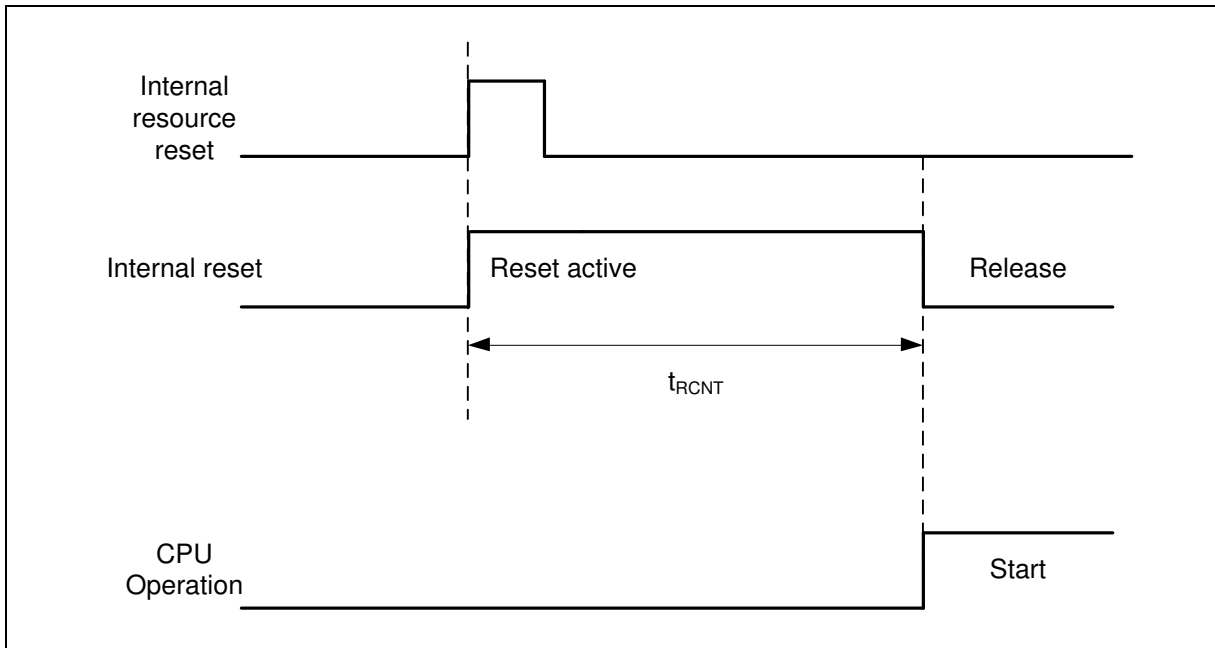 Internal
resource
reset
Internal reset
Reset active
Release
tRCNT
CPU
Operation
Start